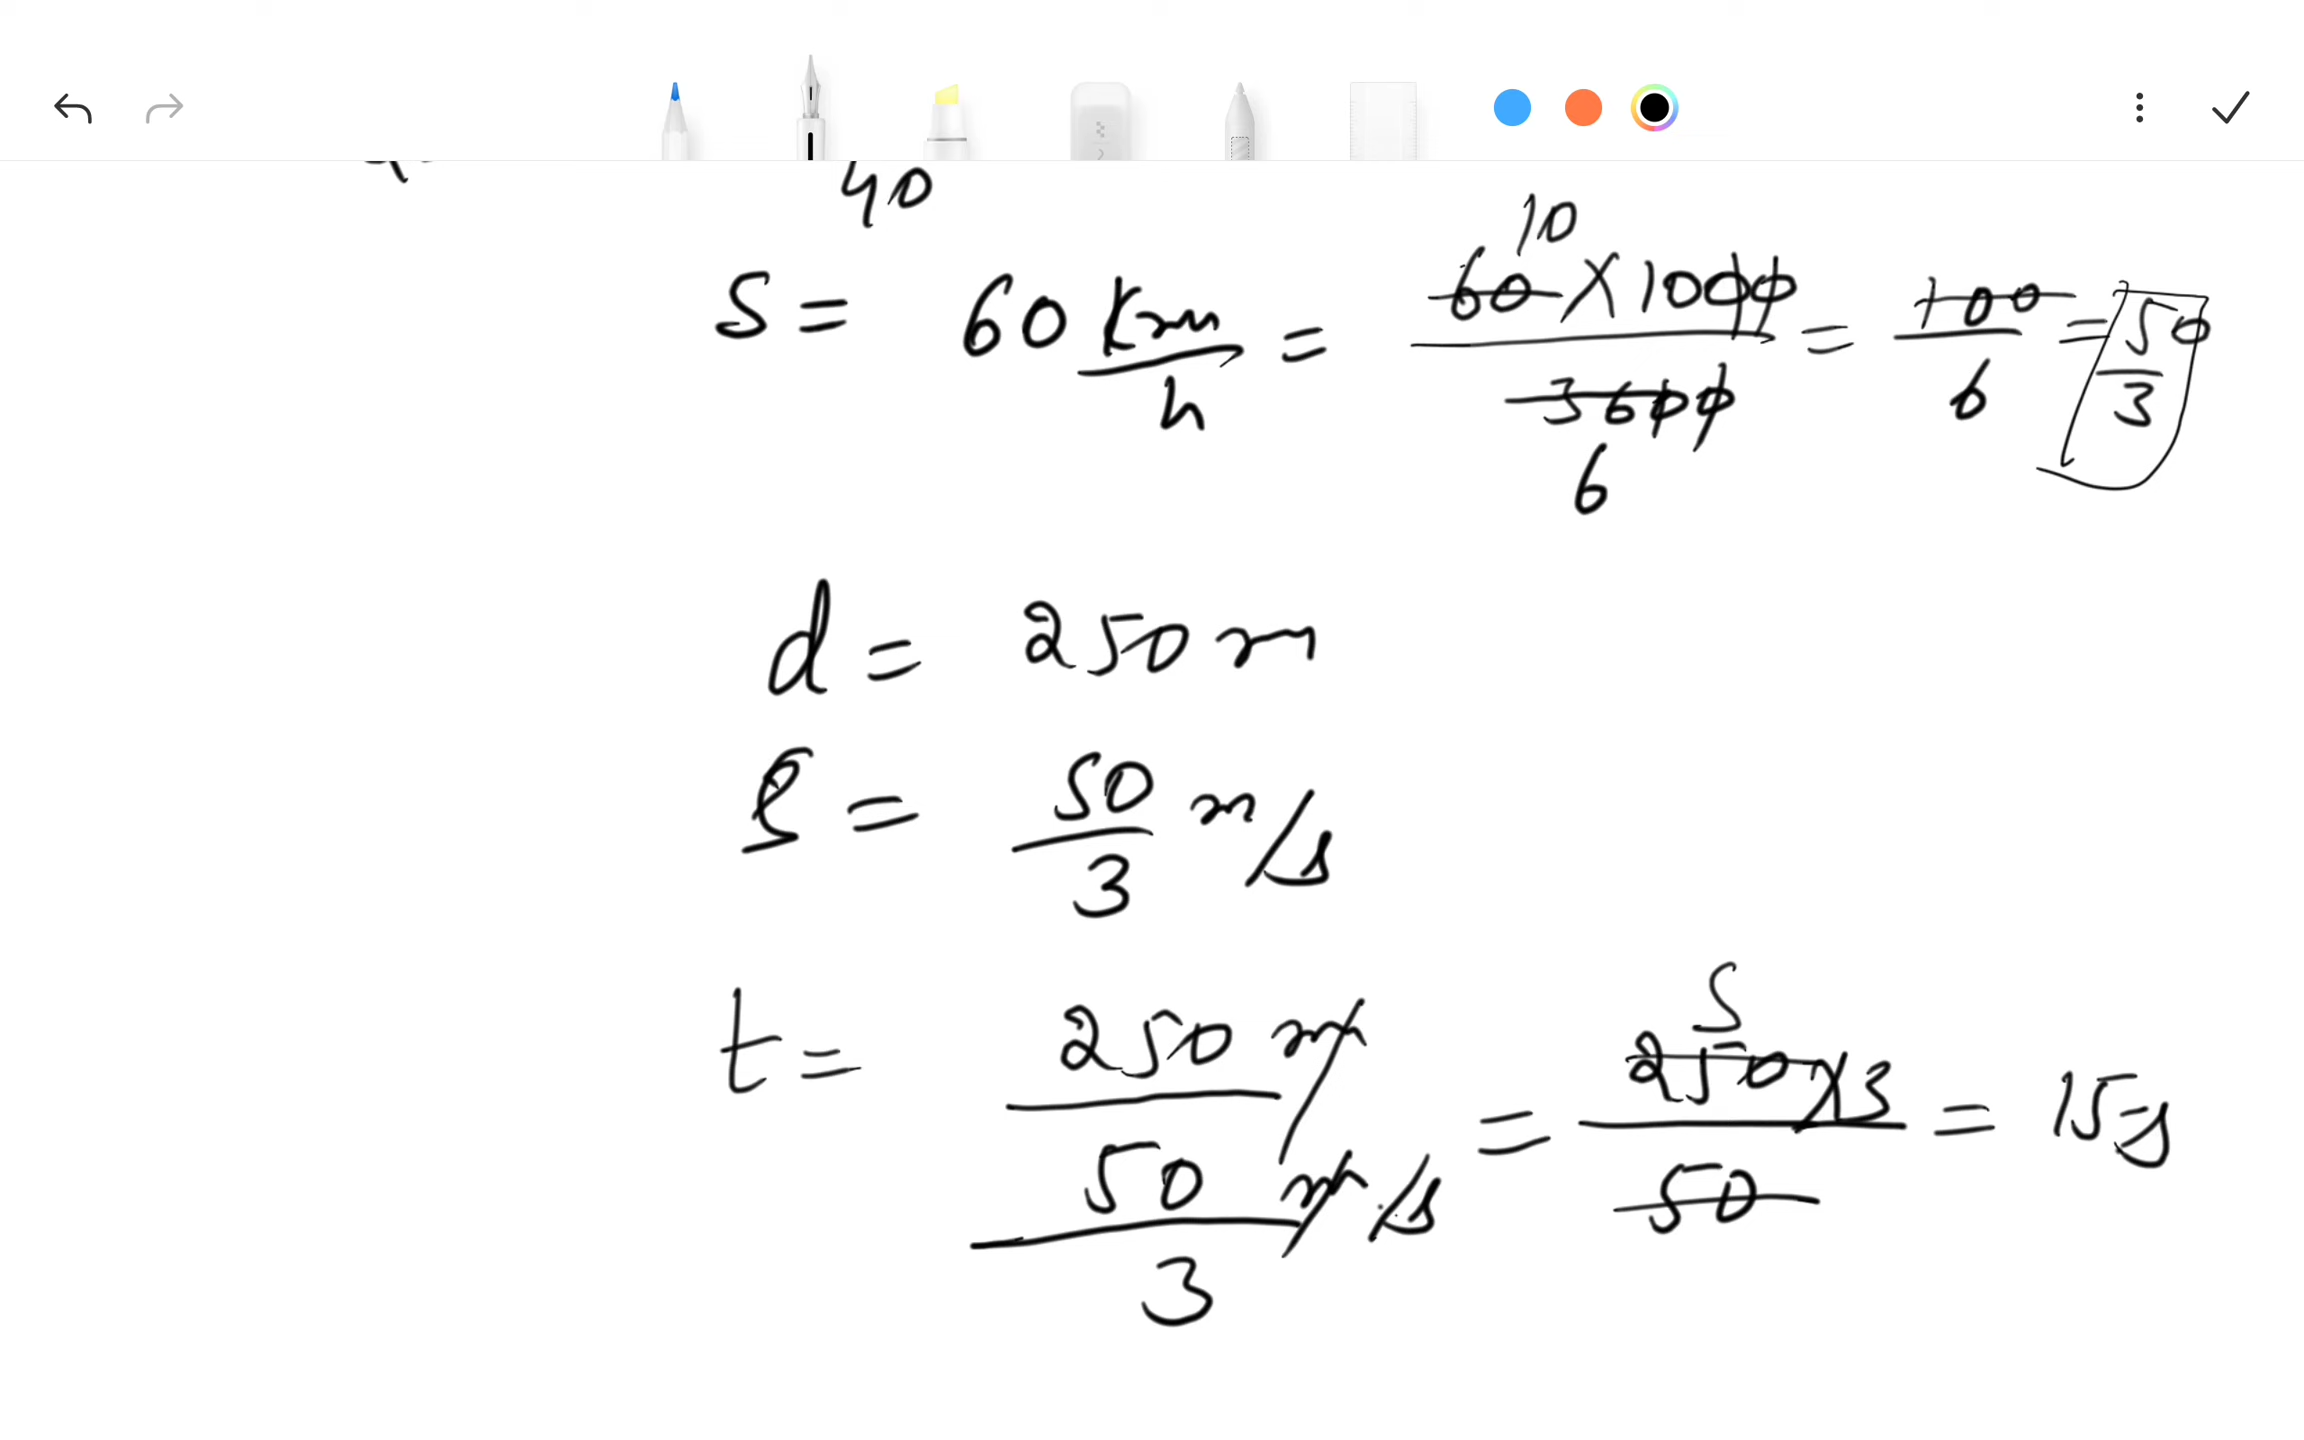 40
S = 60 km/h = 60 X 1000 / 3600 = 100/6 = 50/3
10
6
d = 250 m
S = 50/3 m/s
t = 250 m / 50/3 m/s = 250 X 3 / 50 = 15 s
5